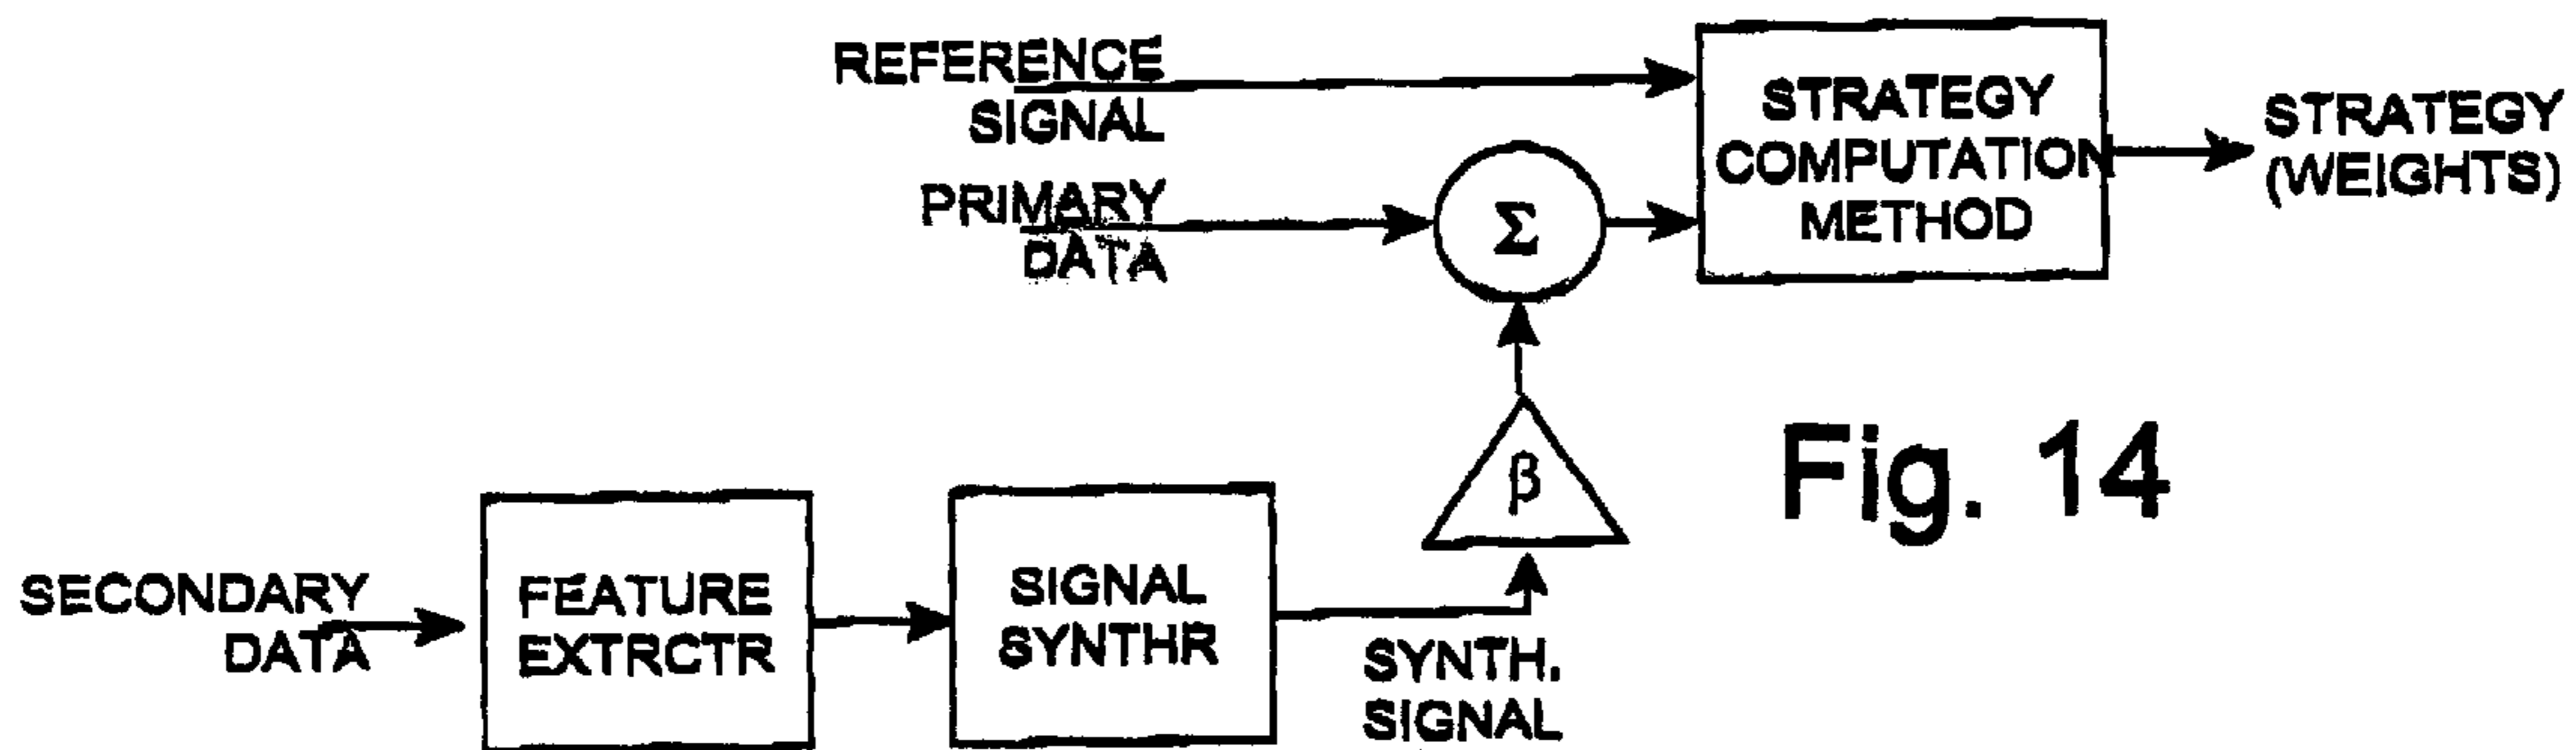 REFERENCE
SIGNAL
STRATEGY
COMPUTATION
METHOD
STRATEGY
(WEIGHTS)
PRIMARY
DATA
Σ
β
Fig. 14
SECONDARY
DATA
FEATURE
EXTRCTR
SIGNAL
SYNTHR
SYNTH.
SIGNAL